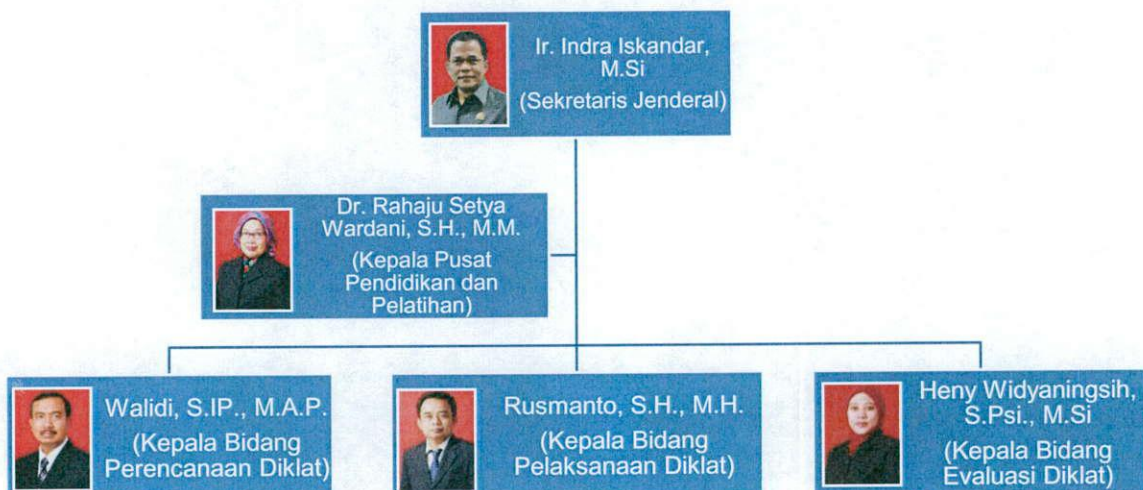 Ir. Indra Iskandar,
M.Si
(Sekretaris Jenderal)
Dr. Rahaju Setya
Wardani, S.H., M.M.
(Kepala Pusat
Pendidikan dan
Pelatihan)
Walidi, S.IP., M.A.P.
(Kepala Bidang
Perencanaan Diklat)
Rusmanto, S.H., M.H.
(Kepala Bidang
Pelaksanaan Diklat)
Heny Widyaningsih,
S.Psi., M.Si
(Kepala Bidang
Evaluasi Diklat)